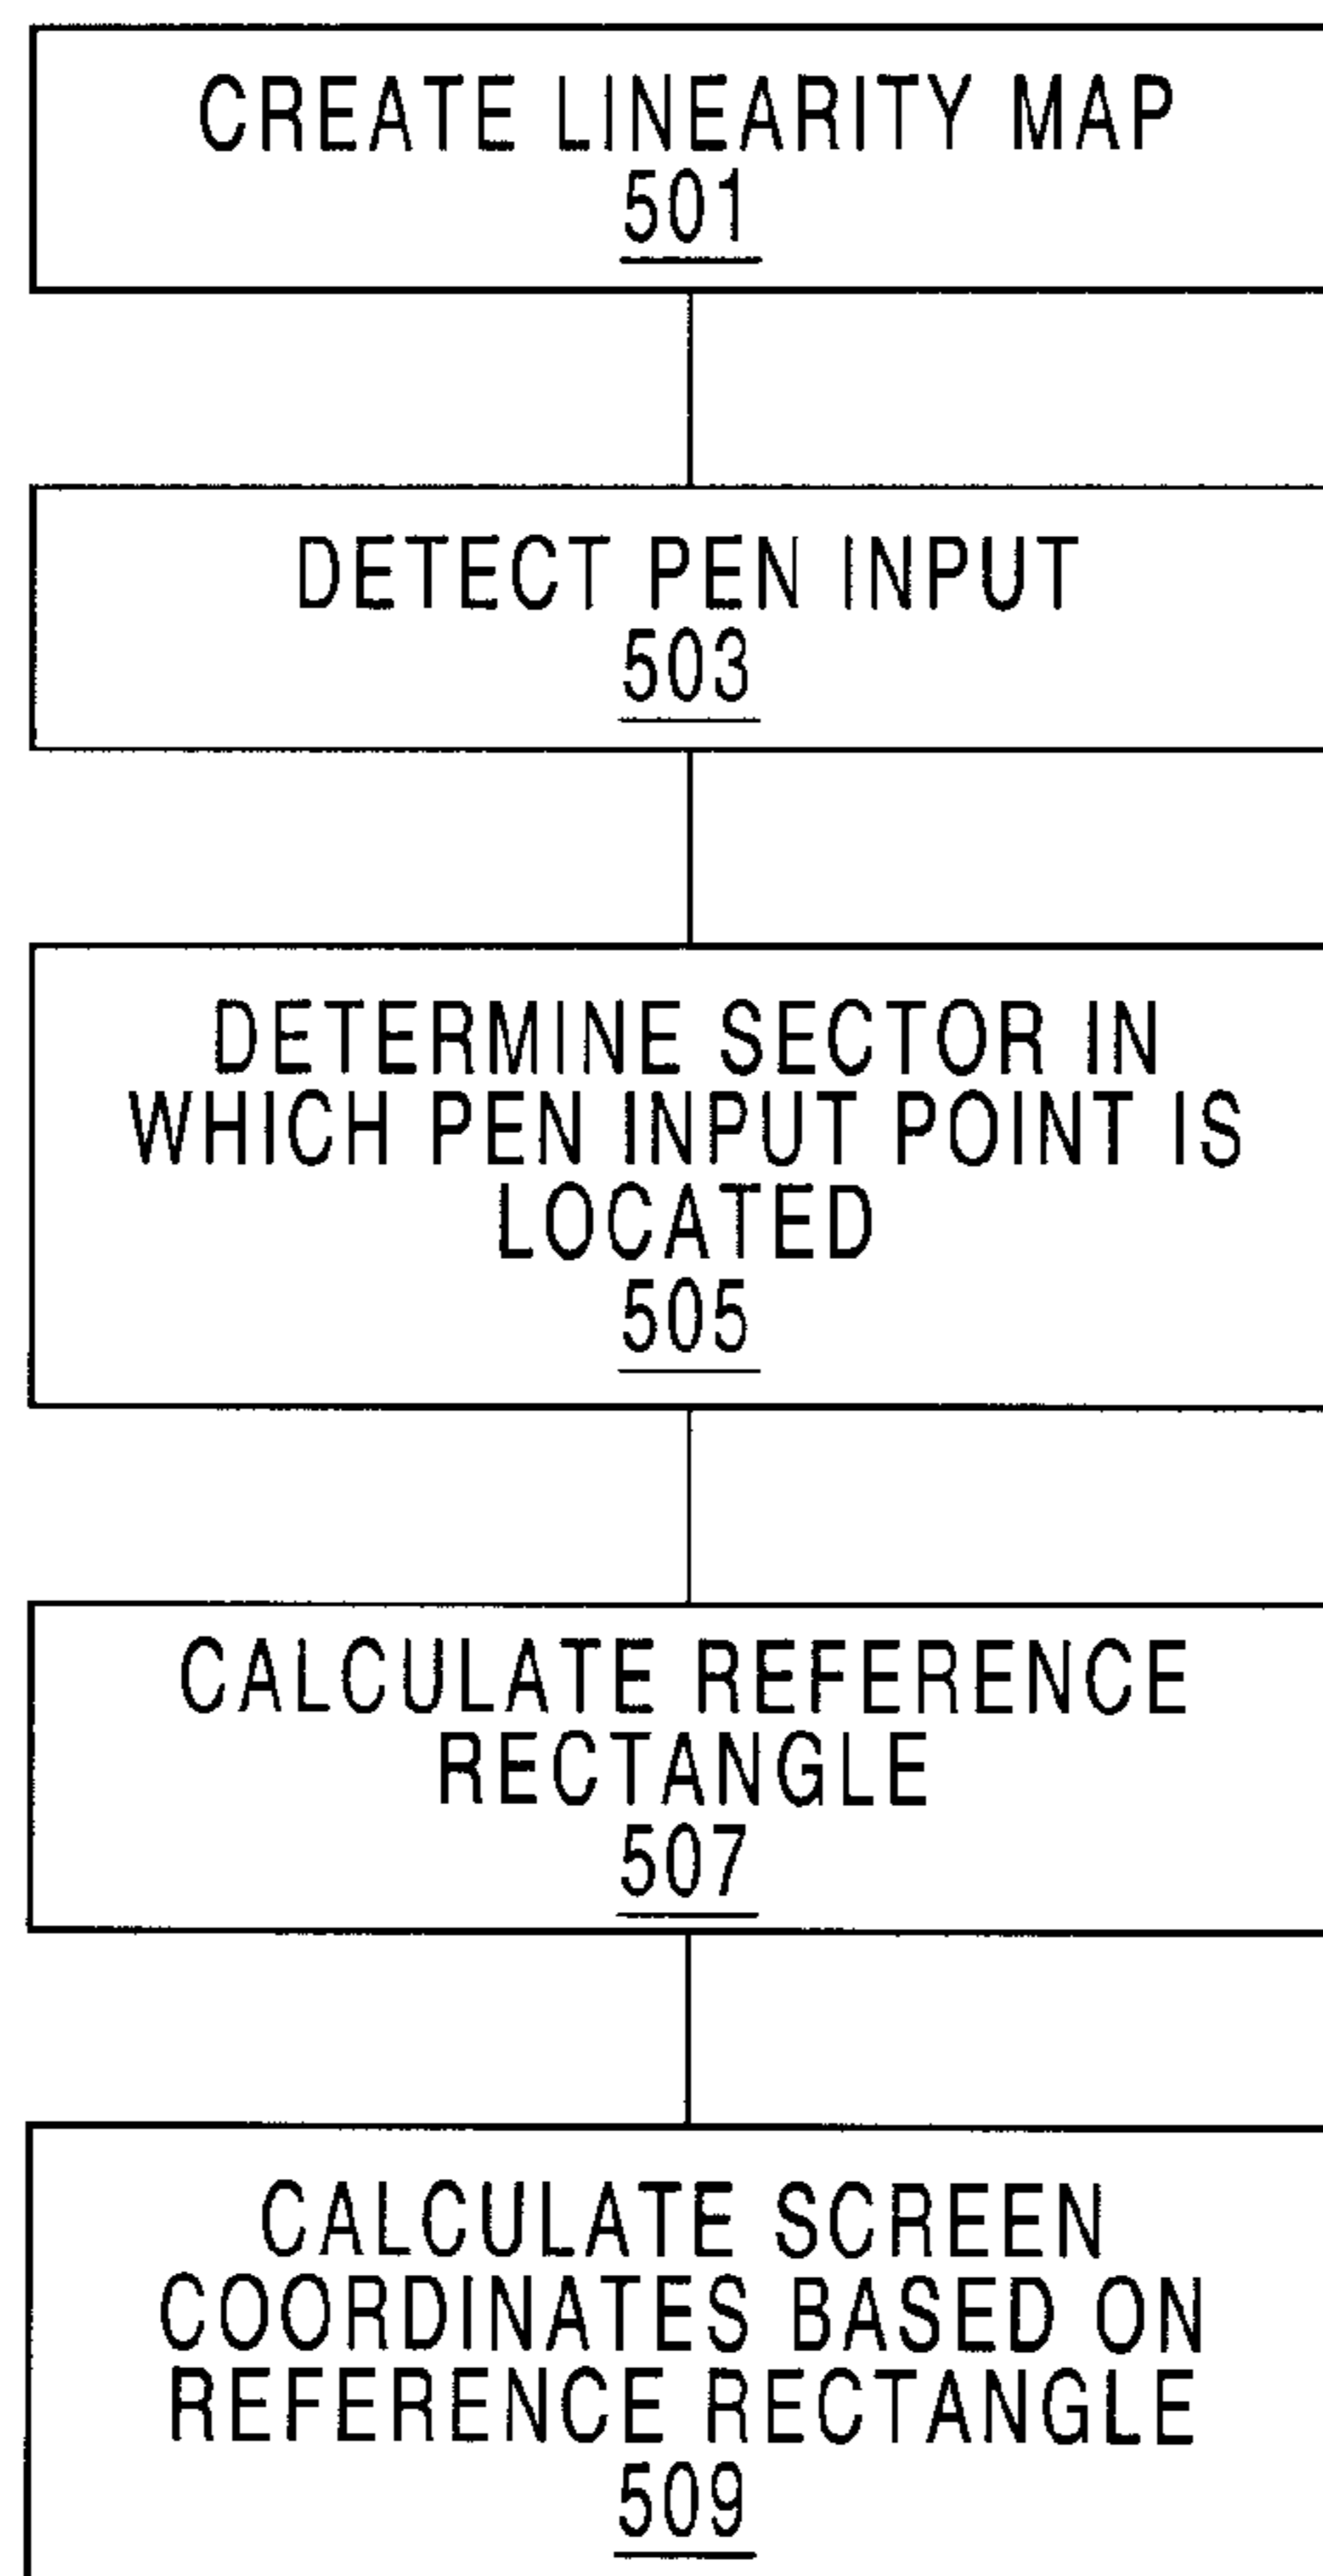 CREATE LINEARITY MAP
501
DETECT PEN INPUT
503
DETERMINE SECTOR IN
WHICH PEN INPUT POINT IS
LOCATED
505
CALCULATE REFERENCE
RECTANGLE
507
CALCULATE SCREEN
COORDINATES BASED ON
REFERENCE RECTANGLE
509